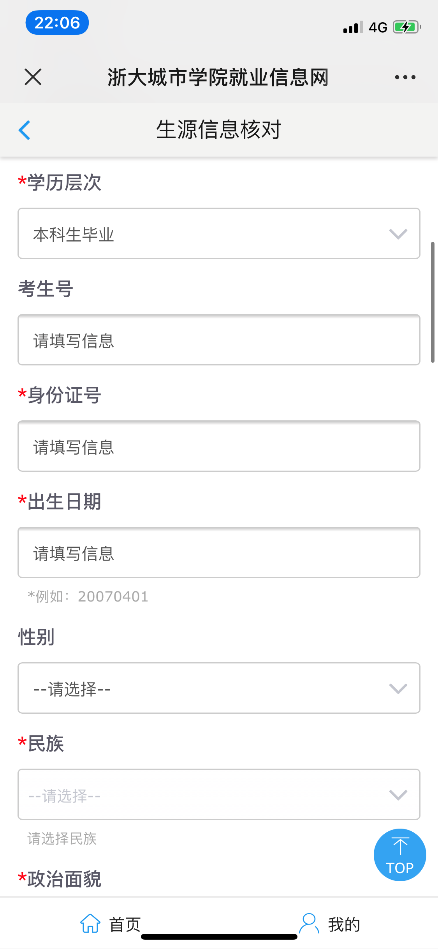 22:06
4G
浙大城市学院就业信息网
生源信息核对
*学历层次
本科生毕业
考生号
请填写信息
*身份证号
请填写信息
*出生日期
请填写信息
*例如：20070401
性别
--请选择--
*民族
--请选择--
请选择民族
TOP
*政治面貌
首页 我的